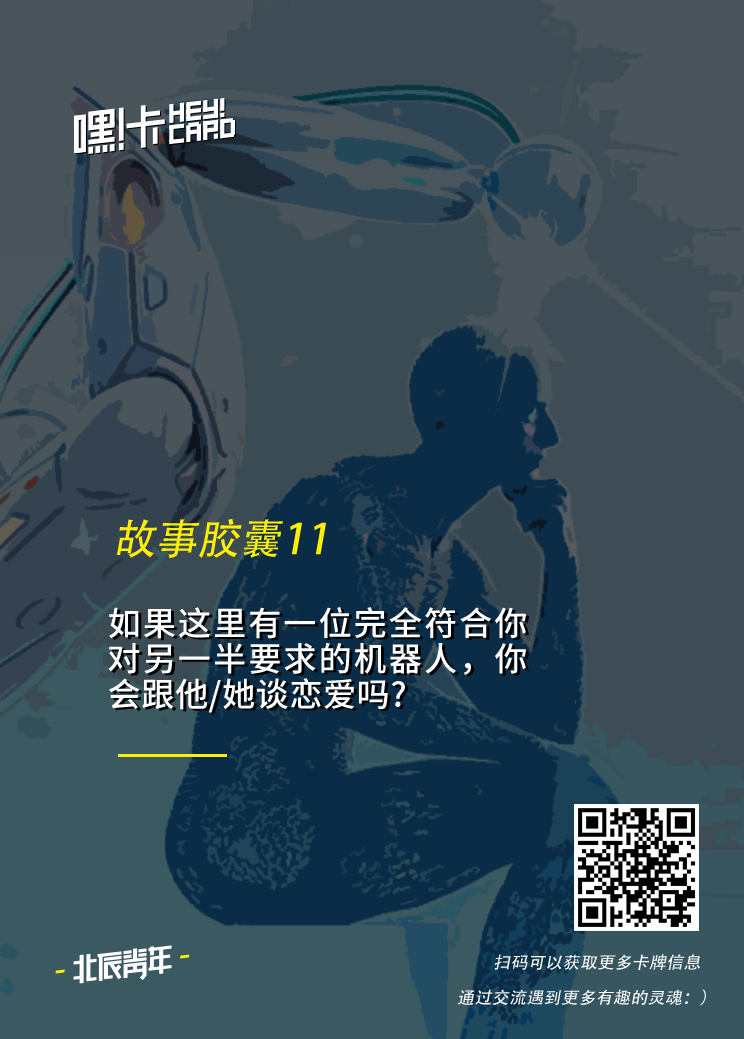 嘿!卡 HEY! CARD
故事胶囊11
如果这里有一位完全符合你
对另一半要求的机器人，你
会跟他/她谈恋爱吗?
- 北辰青年 -
扫码可以获取更多卡牌信息
通过交流遇到更多有趣的灵魂：）